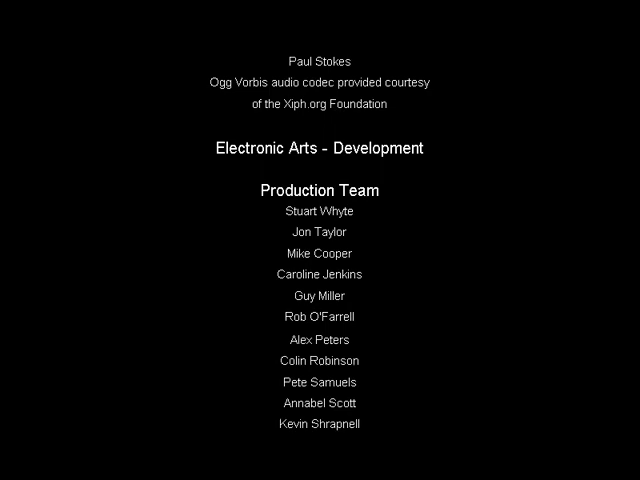 Paul Stokes
Ogg Vorbis audio codec provided courtesy
of the Xiph.org Foundation
Electronic Arts - Development
Production Team
Stuart Whyte
Jon Taylor
Mike Cooper
Caroline Jenkins
Guy Miller
Rob O'Farrell
Alex Peters
Colin Robinson
Pete Samuels
Annabel Scott
Kevin Shrapnell